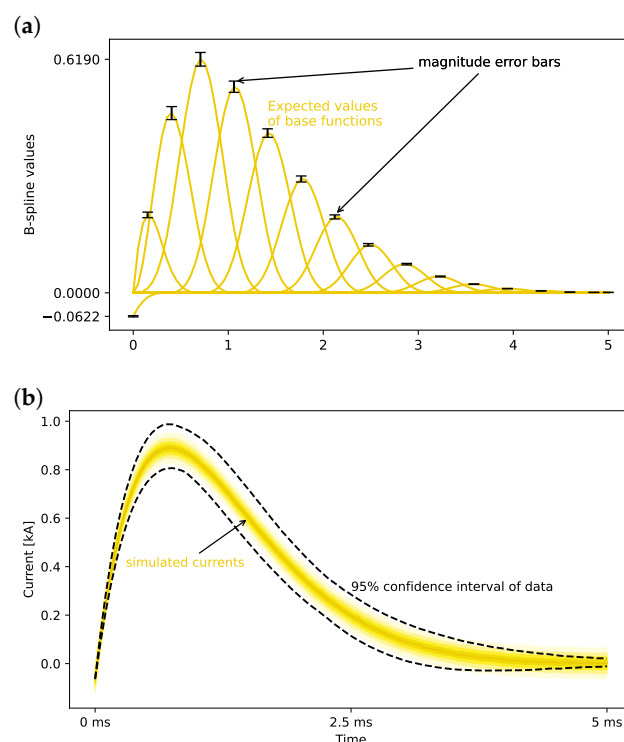 (a)
0.6190
magnitude error bars
Expected values
of base functions
B-spline values
0.0000
−0.0622
0 1 2 3 4 5
(b)
1.0
0.8
0.6
0.4
0.2
0.0
Current [kA]
simulated currents
95% confidence interval of data
0 ms 2.5 ms 5 ms
Time